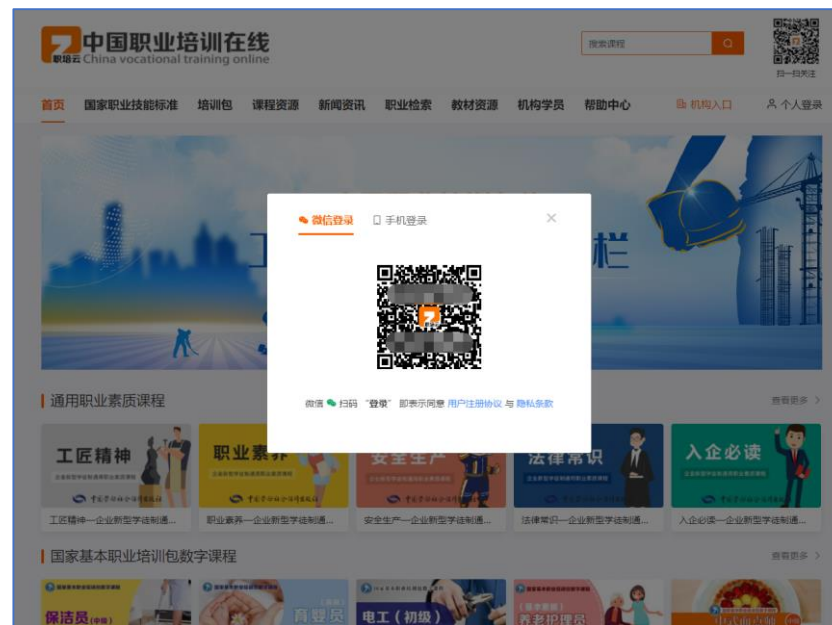 职培云
中国职业培训在线
China vocational training online
搜索课程
扫一扫关注
首页 国家职业技能标准 培训包 课程资源 新闻资讯 职业检索 教材资源 机构学员 帮助中心 机构入口 个人登录
栏
微信登录 手机登录
微信 扫码 “登录” 即表示同意 用户注册协议 与 隐私条款
通用职业素质课程 查看更多 >
工匠精神 职业素养 安全生产 法律常识 入企必读
工匠精神—企业新型学徒制通... 职业素养—企业新型学徒制通... 安全生产—企业新型学徒制通... 法律常识—企业新型学徒制通... 入企必读—企业新型学徒制通...
国家基本职业培训包数字课程 查看更多 >
保洁员(中级) 育婴员 电工(初级) 养老护理员 中式面点师